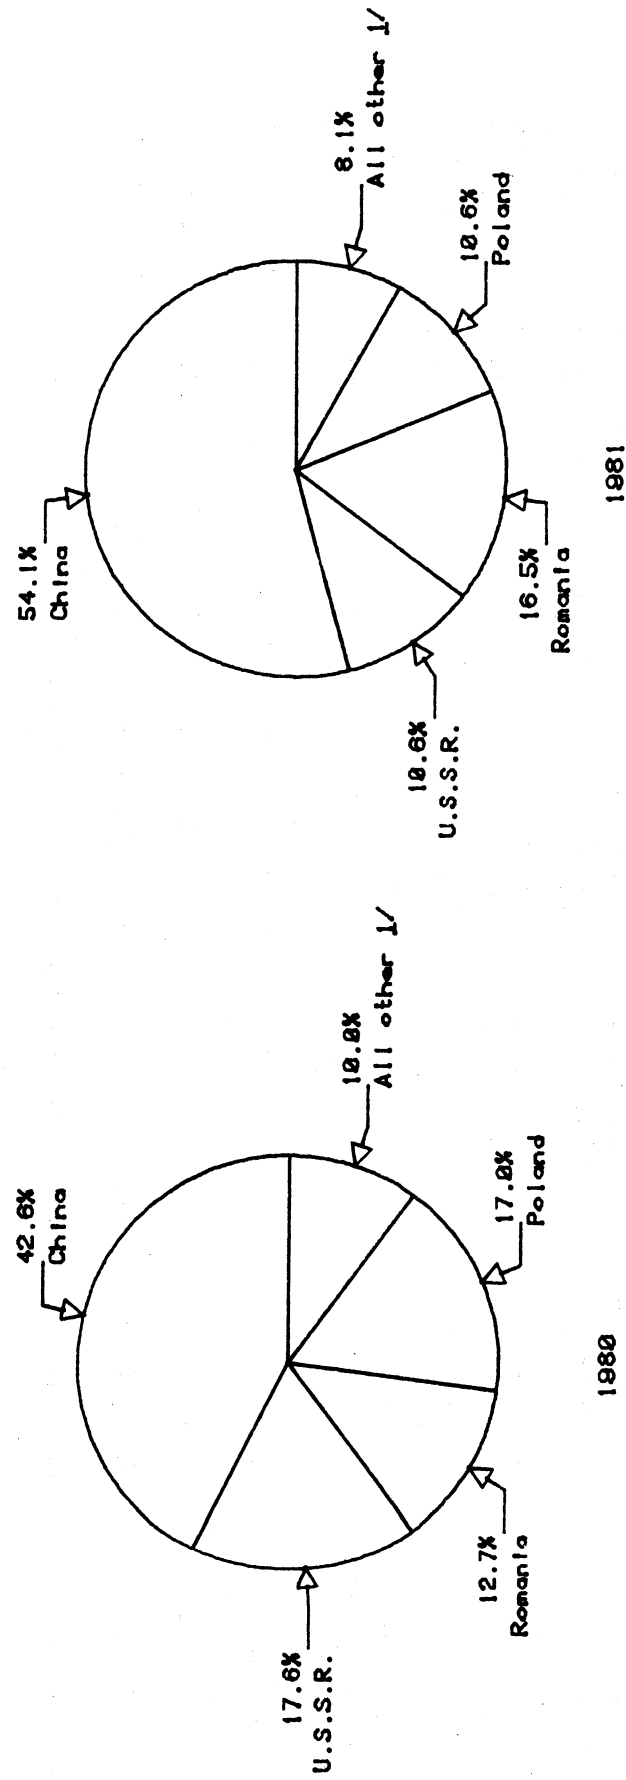 42.6%
China
17.6%
U.S.S.R.
10.0%
All other 1/
12.7%
Romania
17.0%
Poland
1980
54.1%
China
10.6%
U.S.S.R.
8.1%
All other 1/
16.5%
Romania
10.6%
Poland
1981